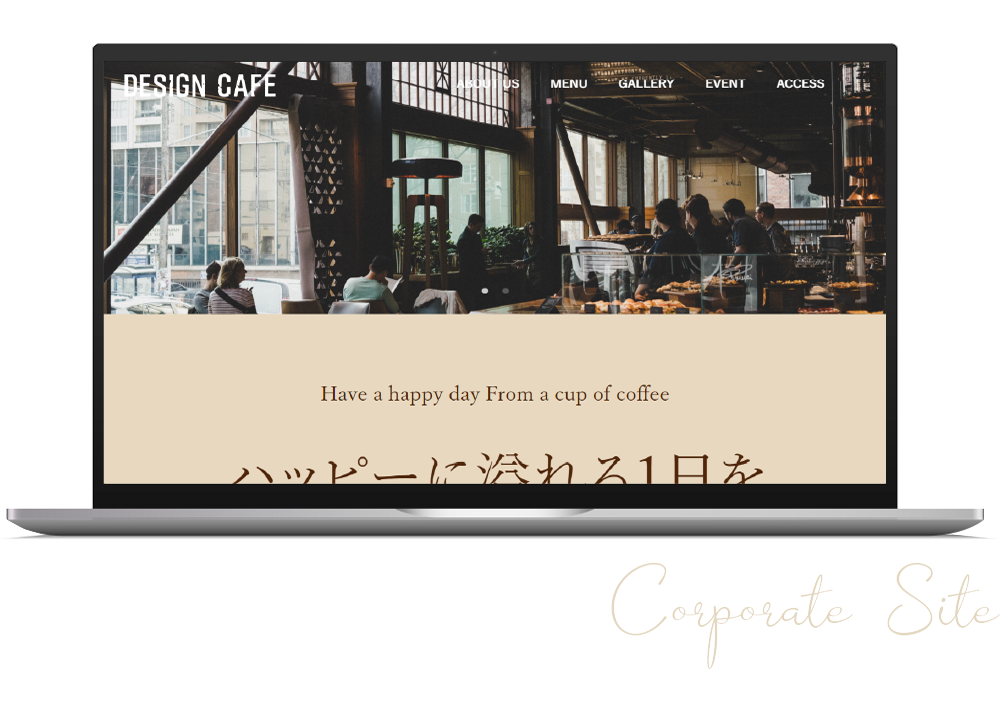 DESIGN CAFE
ABOUT US MENU GALLERY EVENT ACCESS
Have a happy day From a cup of coffee
ハッピーに溢れる1日を
Corporate Site